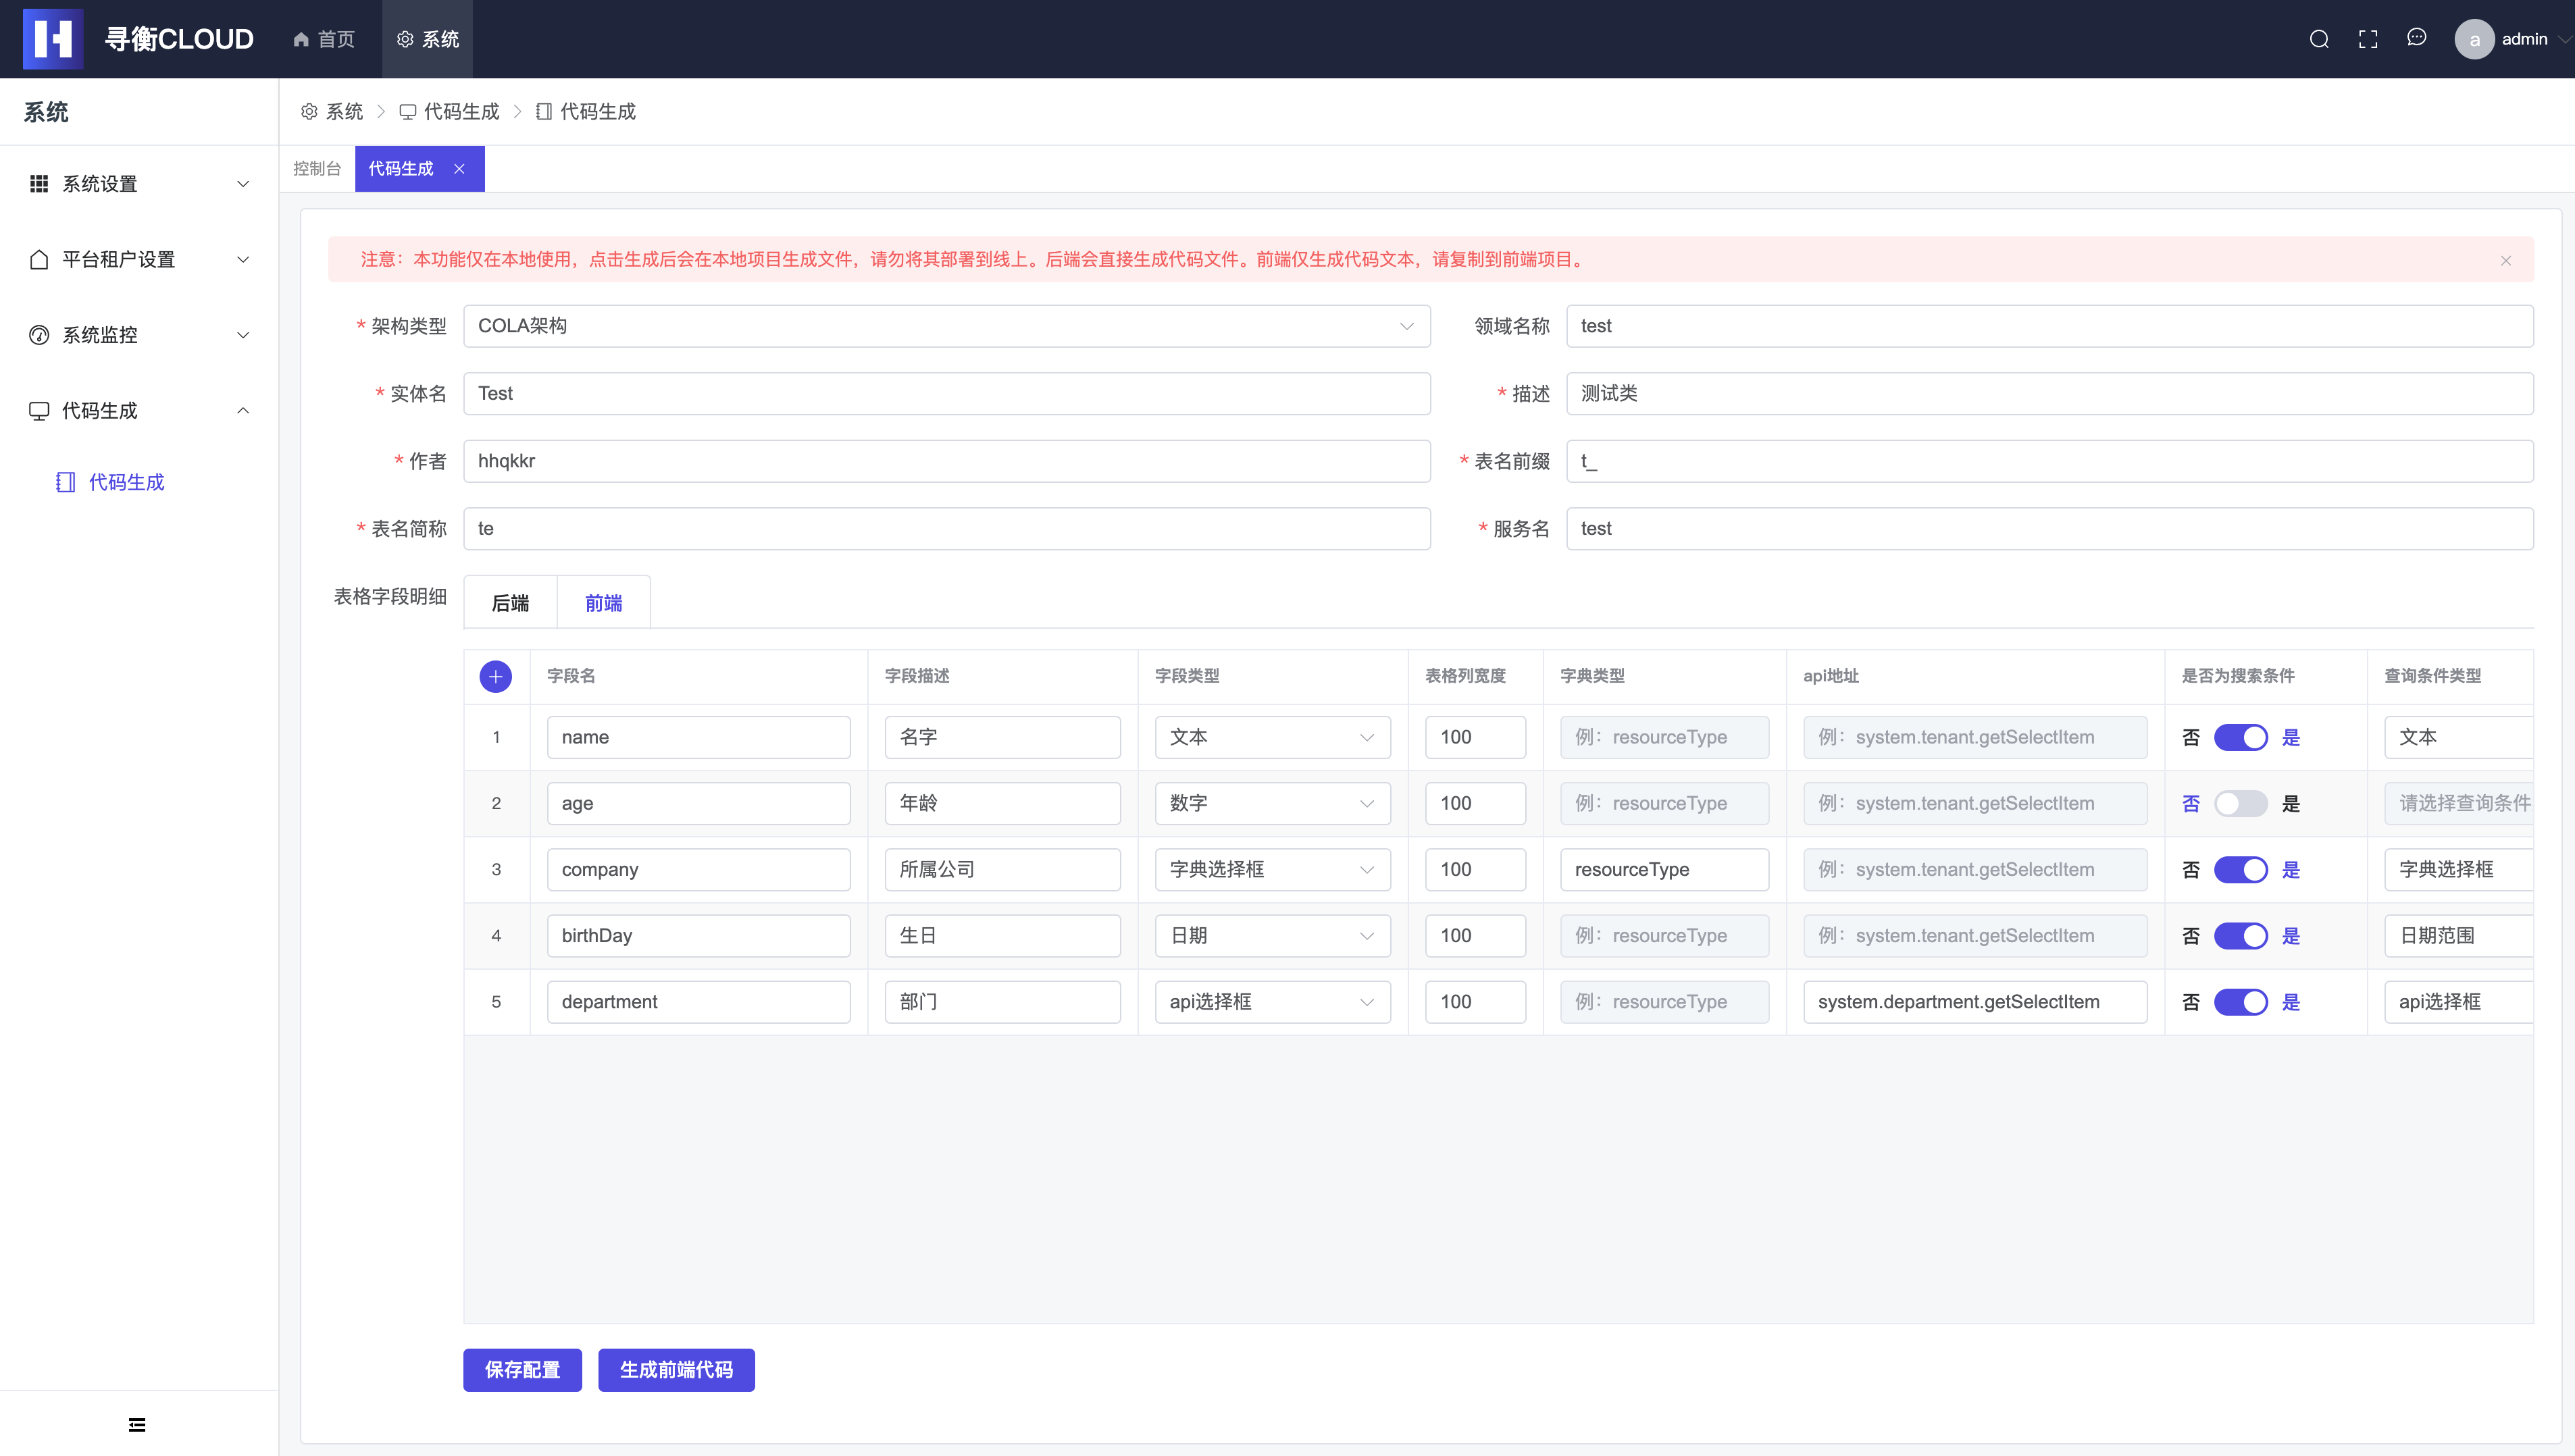 寻衡CLOUD 首页 系统 a admin
系统
系统 代码生成 代码生成
控制台 代码生成
系统设置
平台租户设置
系统监控
代码生成
代码生成
注意：本功能仅在本地使用，点击生成后会在本地项目生成文件，请勿将其部署到线上。后端会直接生成代码文件。前端仅生成代码文本，请复制到前端项目。
* 架构类型 COLA架构 领域名称 test
* 实体名 Test * 描述 测试类
* 作者 hhqkkr * 表名前缀 t_
* 表名简称 te * 服务名 test
表格字段明细 后端 前端
字段名 字段描述 字段类型 表格列宽度 字典类型 api地址 是否为搜索条件 查询条件类型
1 name 名字 文本 100 例：resourceType 例：system.tenant.getSelectItem 否 是 文本
2 age 年龄 数字 100 例：resourceType 例：system.tenant.getSelectItem 否 是 请选择查询条件
3 company 所属公司 字典选择框 100 resourceType 例：system.tenant.getSelectItem 否 是 字典选择框
4 birthDay 生日 日期 100 例：resourceType 例：system.tenant.getSelectItem 否 是 日期范围
5 department 部门 api选择框 100 例：resourceType system.department.getSelectItem 否 是 api选择框
保存配置 生成前端代码